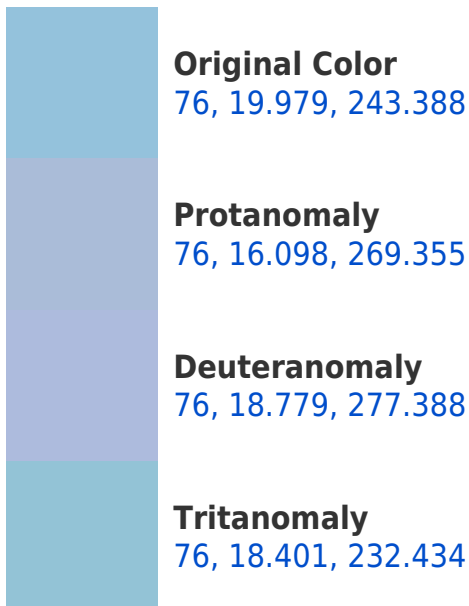 Original Color
76, 19.979, 243.388
Protanomaly
76, 16.098, 269.355
Deuteranomaly
76, 18.779, 277.388
Tritanomaly
76, 18.401, 232.434